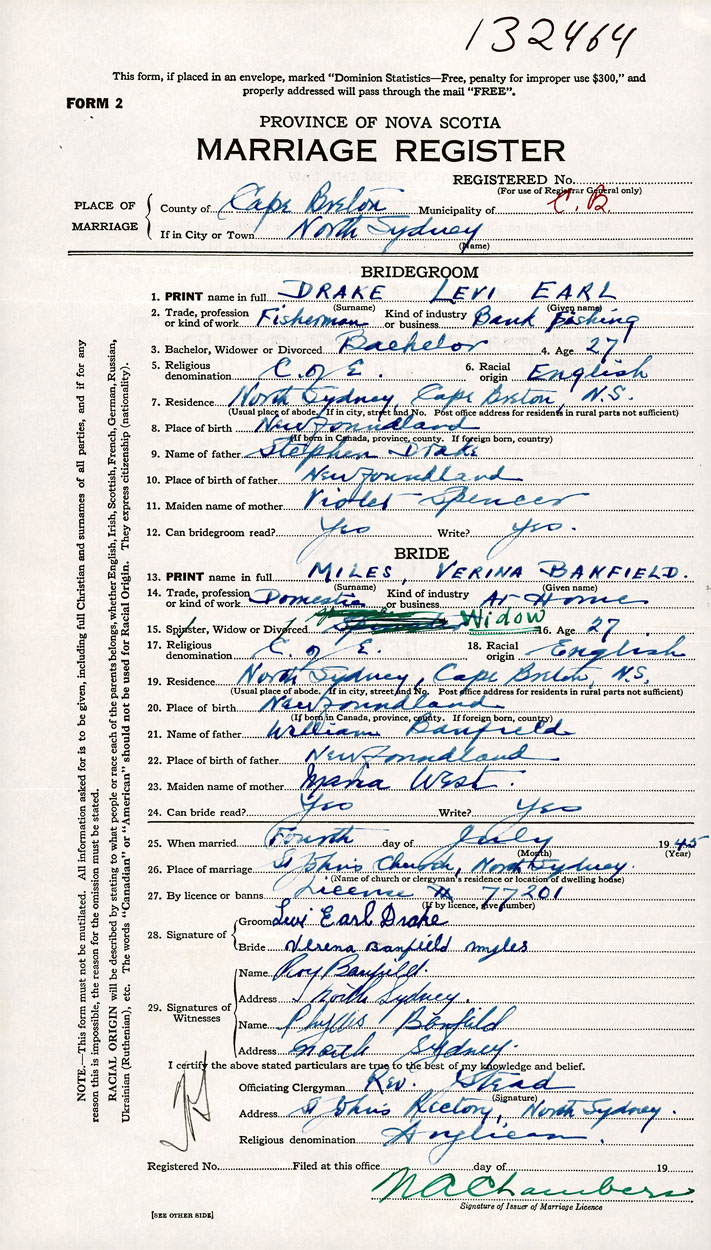 132464
This form, if placed in an envelope, marked “Dominion Statistics—Free, penalty for improper use $300,” and
properly addressed will pass through the mail “FREE”.
FORM 2
PROVINCE OF NOVA SCOTIA
MARRIAGE REGISTER
REGISTERED No.
(For use of Registrar General only)
PLACE OF MARRIAGE
County of Cape Breton Municipality of C. B.
If in City or Town North Sydney
(Name)
BRIDEGROOM
1. PRINT name in full DRAKE LEVI EARL
(Surname) (Given name)
2. Trade, profession or kind of work Fisherman Kind of industry or business Bank fishing
3. Bachelor, Widower or Divorced Bachelor 4. Age 27
5. Religious denomination C. of E. 6. Racial origin English
7. Residence North Sydney, Cape Breton, N.S.
(Usual place of abode. If in city, street and No. Post office address for residents in rural parts not sufficient)
8. Place of birth Newfoundland
(If born in Canada, province, county. If foreign born, country)
9. Name of father Stephen Drake
10. Place of birth of father Newfoundland
11. Maiden name of mother Violet Spencer
12. Can bridegroom read? Yes Write? Yes.
BRIDE
13. PRINT name in full MILES, VERINA BANFIELD.
(Surname) (Given name)
14. Trade, profession or kind of work Domestic Kind of industry or business At Home
15. Spinster, Widow or Divorced Widow 16. Age 27
17. Religious denomination C. of E. 18. Racial origin English
19. Residence North Sydney, Cape Breton, N.S.
(Usual place of abode. If in city, street and No. Post office address for residents in rural parts not sufficient)
20. Place of birth Newfoundland
(If born in Canada, province, county. If foreign born, country)
21. Name of father William Banfield
22. Place of birth of father Newfoundland
23. Maiden name of mother Maria West.
24. Can bride read? Yes Write? Yes
25. When married Fourth day of July 1945
(Month) (Year)
26. Place of marriage St John's Church, North Sydney.
(Name of church or clergyman's residence or location of dwelling house)
27. By licence or banns License # 77201
(If by licence, give number)
28. Signature of
Groom Levi Earl Drake
Bride Verena Banfield Myles
29. Signatures of Witnesses
Name Roy Banfield.
Address North Sydney.
Name Phyllis Banfield
Address North Sydney.
I certify the above stated particulars are true to the best of my knowledge and belief.
Officiating Clergyman Rev. Stead
(Signature)
Address St John's Rectory, North Sydney.
Religious denomination Anglican.
Registered No. Filed at this office day of 19
N A Chambers
Signature of Issuer of Marriage Licence
[SEE OTHER SIDE]
NOTE.—This form must not be mutilated. All information asked for is to be given, including full Christian and surnames of all parties, and if for any
reason this is impossible, the reason for the omission must be stated.
RACIAL ORIGIN will be described by stating to what people or race each of the parents belongs, whether English, Irish, Scottish, French, German, Russian,
Ukrainian (Ruthenian), etc. The words “Canadian” or “American” should not be used for Racial Origin. They express citizenship (nationality).